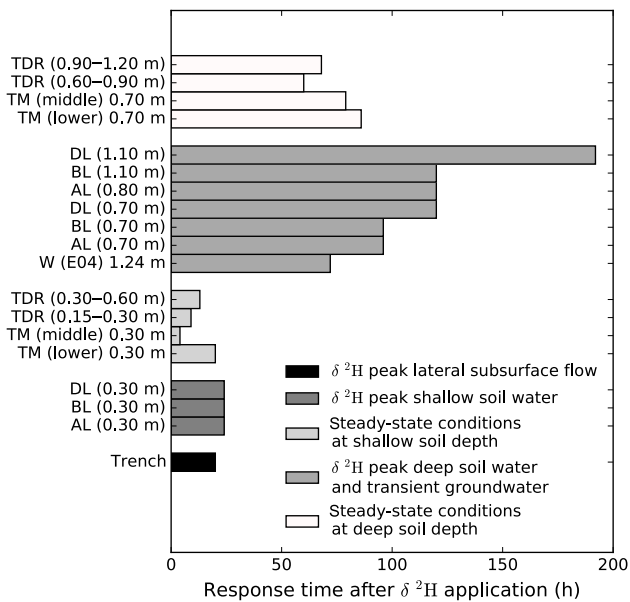 TDR (0.90−1.20 m)
TDR (0.60−0.90 m)
TM (middle) 0.70 m
TM (lower) 0.70 m
DL (1.10 m)
BL (1.10 m)
AL (0.80 m)
DL (0.70 m)
BL (0.70 m)
AL (0.70 m)
W (E04) 1.24 m
TDR (0.30−0.60 m)
TDR (0.15−0.30 m)
TM (middle) 0.30 m
TM (lower) 0.30 m
DL (0.30 m)
BL (0.30 m)
AL (0.30 m)
Trench
δ ²H peak lateral subsurface flow
δ ²H peak shallow soil water
Steady-state conditions
at shallow soil depth
δ ²H peak deep soil water
and transient groundwater
Steady-state conditions
at deep soil depth
0 50 100 150 200
Response time after δ ²H application (h)